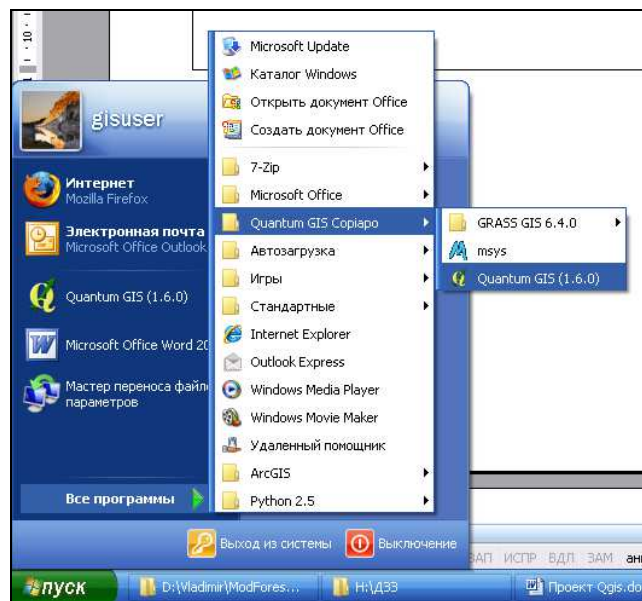 gisuser
Интернет
Mozilla Firefox
Электронная почта
Microsoft Office Outlook
Quantum GIS (1.6.0)
Microsoft Office Word 20
Мастер переноса файл
параметров
Все программы
Microsoft Update
Каталог Windows
Открыть документ Office
Создать документ Office
7-Zip
Microsoft Office
Quantum GIS Copiapo
Автозагрузка
Игры
Стандартные
Internet Explorer
Outlook Express
Windows Media Player
Windows Movie Maker
Удаленный помощник
ArcGIS
Python 2.5
GRASS GIS 6.4.0
msys
Quantum GIS (1.6.0)
Выход из системы
Выключение
ЗАП ИСПР ВДЛ ЗАМ ан
пуск
D:\Vladimir\ModFores...
H:\ДЗЗ
Проект Qgis.do